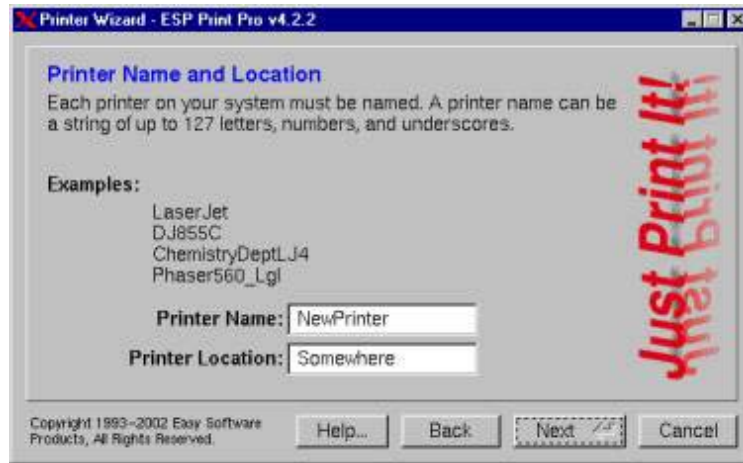 Printer Wizard - ESP Print Pro v4.2.2
Printer Name and Location
Each printer on your system must be named. A printer name can be
a string of up to 127 letters, numbers, and underscores.
Examples:
LaserJet
DJ855C
ChemistryDeptLJ4
Phaser560_Lgl
Printer Name: NewPrinter
Printer Location: Somewhere
Just Print It!
Copyright 1993-2002 Easy Software
Products, All Rights Reserved.
Help... Back Next Cancel